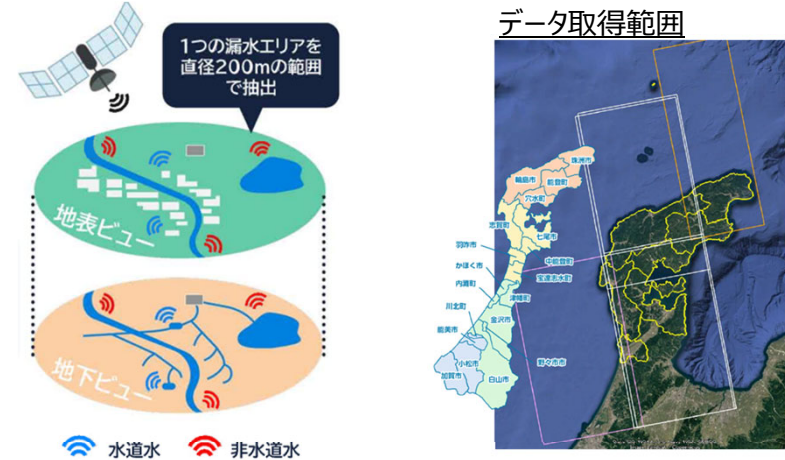 1つの漏水エリアを
直径200mの範囲
で抽出
地表ビュー
地下ビュー
水道水
非水道水
データ取得範囲
珠洲市
輪島市
能登町
穴水町
志賀町
七尾市
羽咋市
中能登町
かほく市
宝達志水町
内灘町
津幡町
川北町
金沢市
能美市
小松市
野々市市
加賀市
白山市